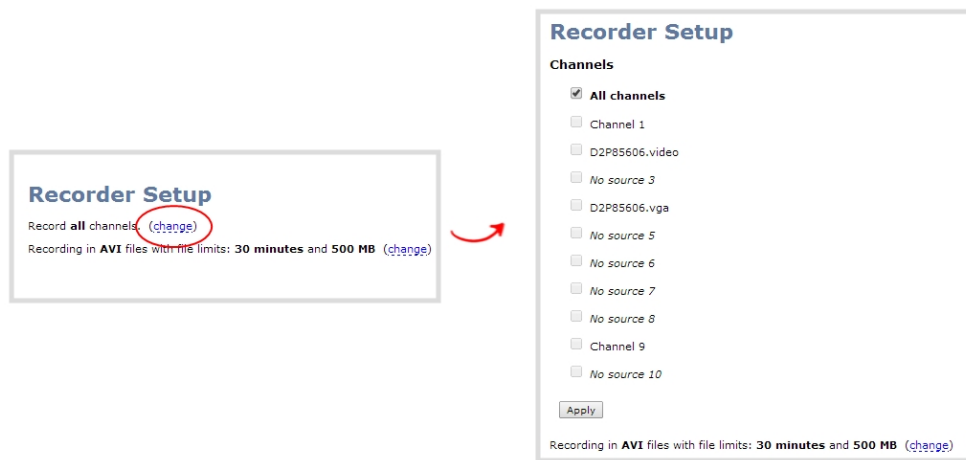 Recorder Setup
Record all channels. (change)
Recording in AVI files with file limits: 30 minutes and 500 MB (change)
Recorder Setup
Channels
All channels
Channel 1
D2P85606.video
No source 3
D2P85606.vga
No source 5
No source 6
No source 7
No source 8
Channel 9
No source 10
Apply
Recording in AVI files with file limits: 30 minutes and 500 MB (change)